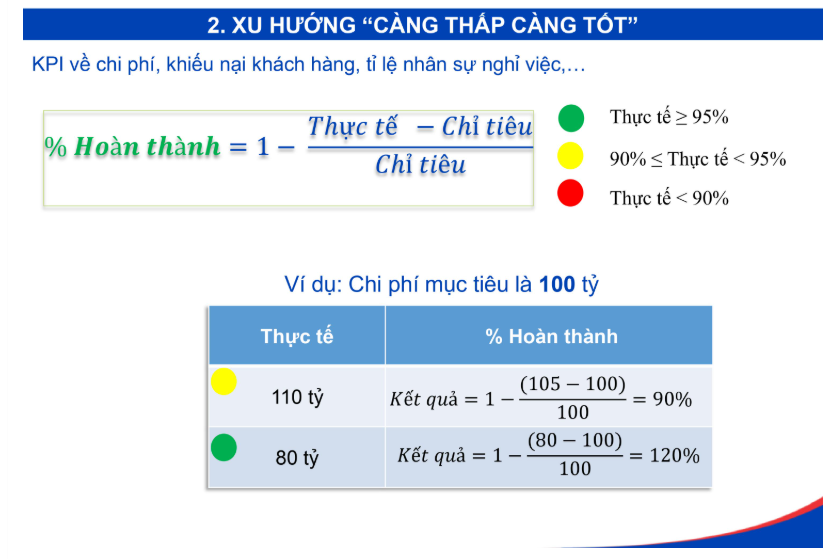 2. XU HƯỚNG “CÀNG THẤP CÀNG TỐT”
KPI về chi phí, khiếu nại khách hàng, tỉ lệ nhân sự nghỉ việc,…
% Hoàn thành = 1 − (Thực tế − Chỉ tiêu) / Chỉ tiêu
Thực tế ≥ 95%
90% ≤ Thực tế < 95%
Thực tế < 90%
Ví dụ: Chi phí mục tiêu là 100 tỷ
Thực tế % Hoàn thành
110 tỷ Kết quả = 1 − (105 − 100) / 100 = 90%
80 tỷ Kết quả = 1 − (80 − 100) / 100 = 120%